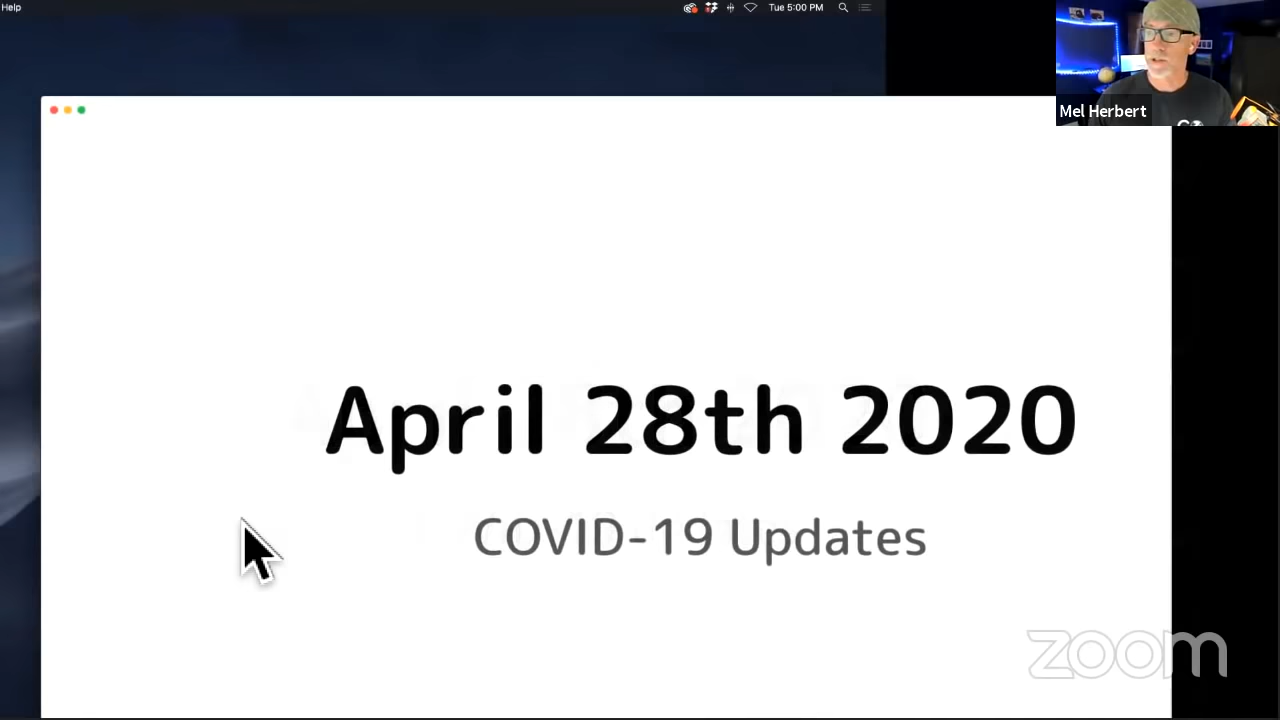 Help
Tue 5:00 PM
Mel Herbert
April 28th 2020
COVID-19 Updates
zoom